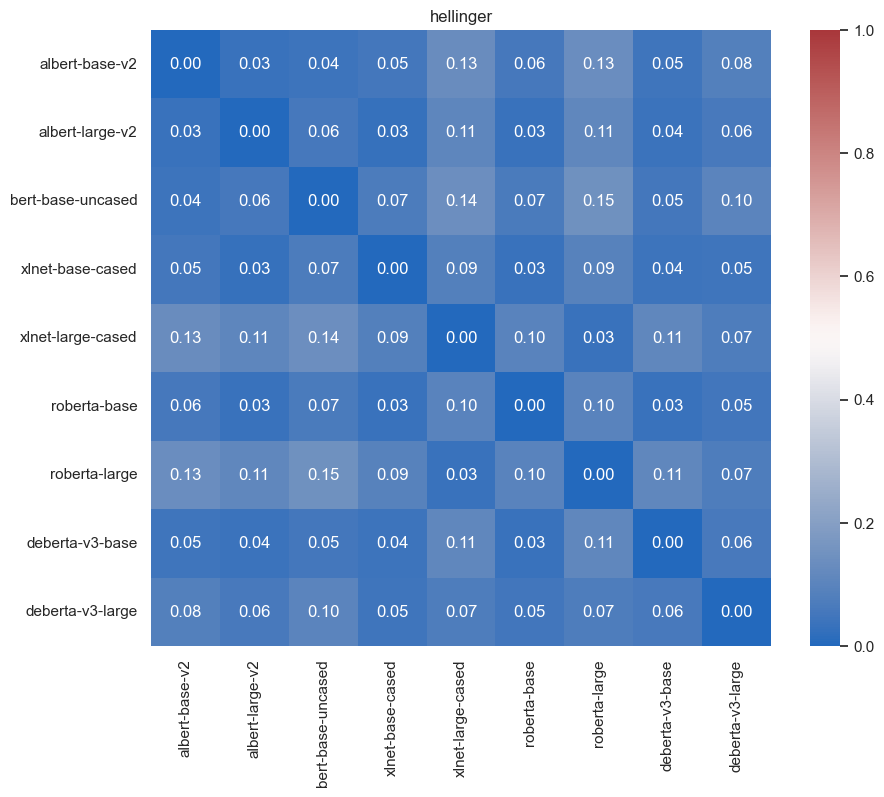 hellinger
albert-base-v2 0.00 0.03 0.04 0.05 0.13 0.06 0.13 0.05 0.08
albert-large-v2 0.03 0.00 0.06 0.03 0.11 0.03 0.11 0.04 0.06
bert-base-uncased 0.04 0.06 0.00 0.07 0.14 0.07 0.15 0.05 0.10
xlnet-base-cased 0.05 0.03 0.07 0.00 0.09 0.03 0.09 0.04 0.05
xlnet-large-cased 0.13 0.11 0.14 0.09 0.00 0.10 0.03 0.11 0.07
roberta-base 0.06 0.03 0.07 0.03 0.10 0.00 0.10 0.03 0.05
roberta-large 0.13 0.11 0.15 0.09 0.03 0.10 0.00 0.11 0.07
deberta-v3-base 0.05 0.04 0.05 0.04 0.11 0.03 0.11 0.00 0.06
deberta-v3-large 0.08 0.06 0.10 0.05 0.07 0.05 0.07 0.06 0.00
albert-base-v2
albert-large-v2
bert-base-uncased
xlnet-base-cased
xlnet-large-cased
roberta-base
roberta-large
deberta-v3-base
deberta-v3-large
1.0
0.8
0.6
0.4
0.2
0.0